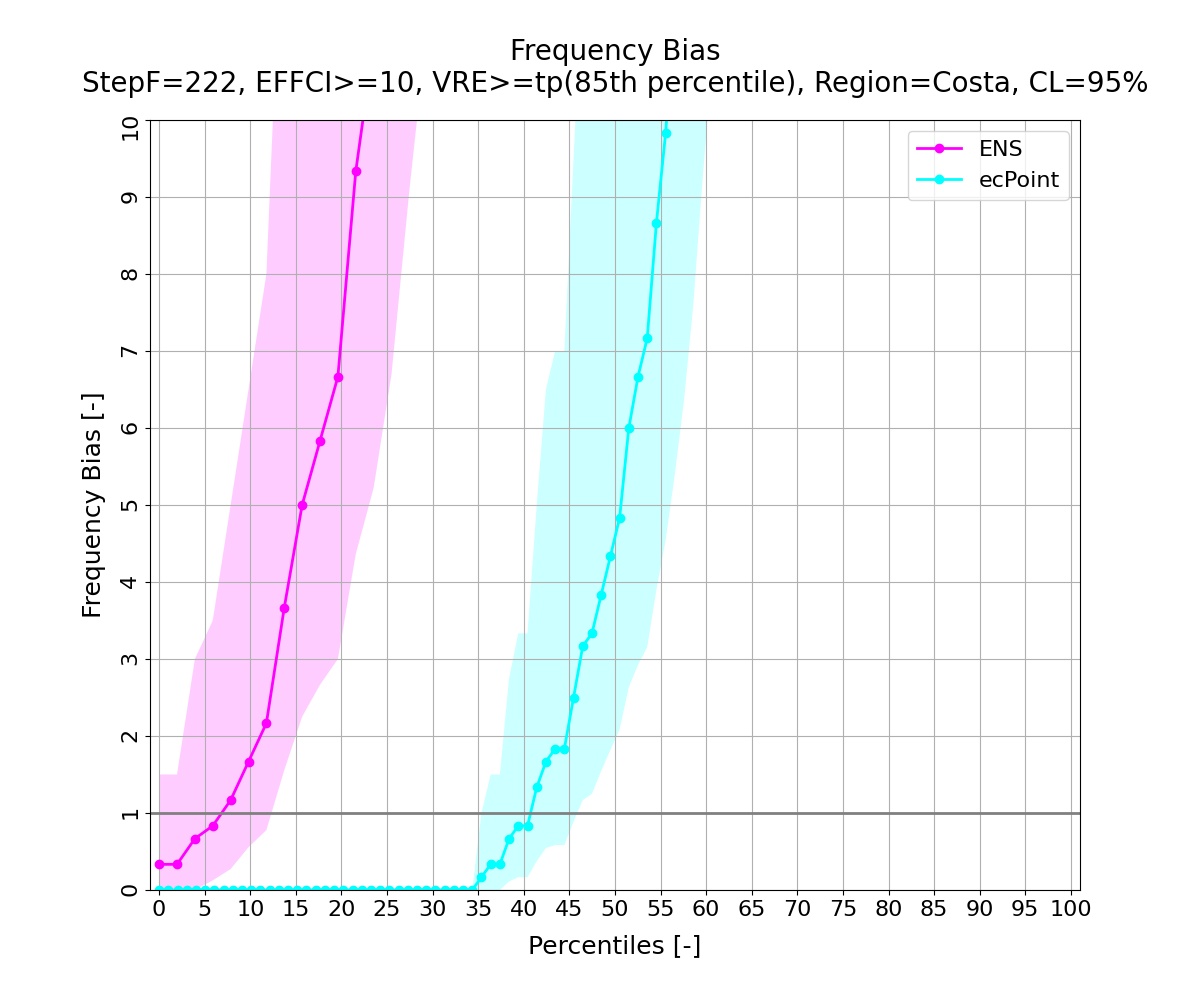 Frequency Bias
StepF=222, EFFCI>=10, VRE>=tp(85th percentile), Region=Costa, CL=95%
ENS
ecPoint
Frequency Bias [-]
10
9
8
7
6
5
4
3
2
1
0
0 5 10 15 20 25 30 35 40 45 50 55 60 65 70 75 80 85 90 95 100
Percentiles [-]